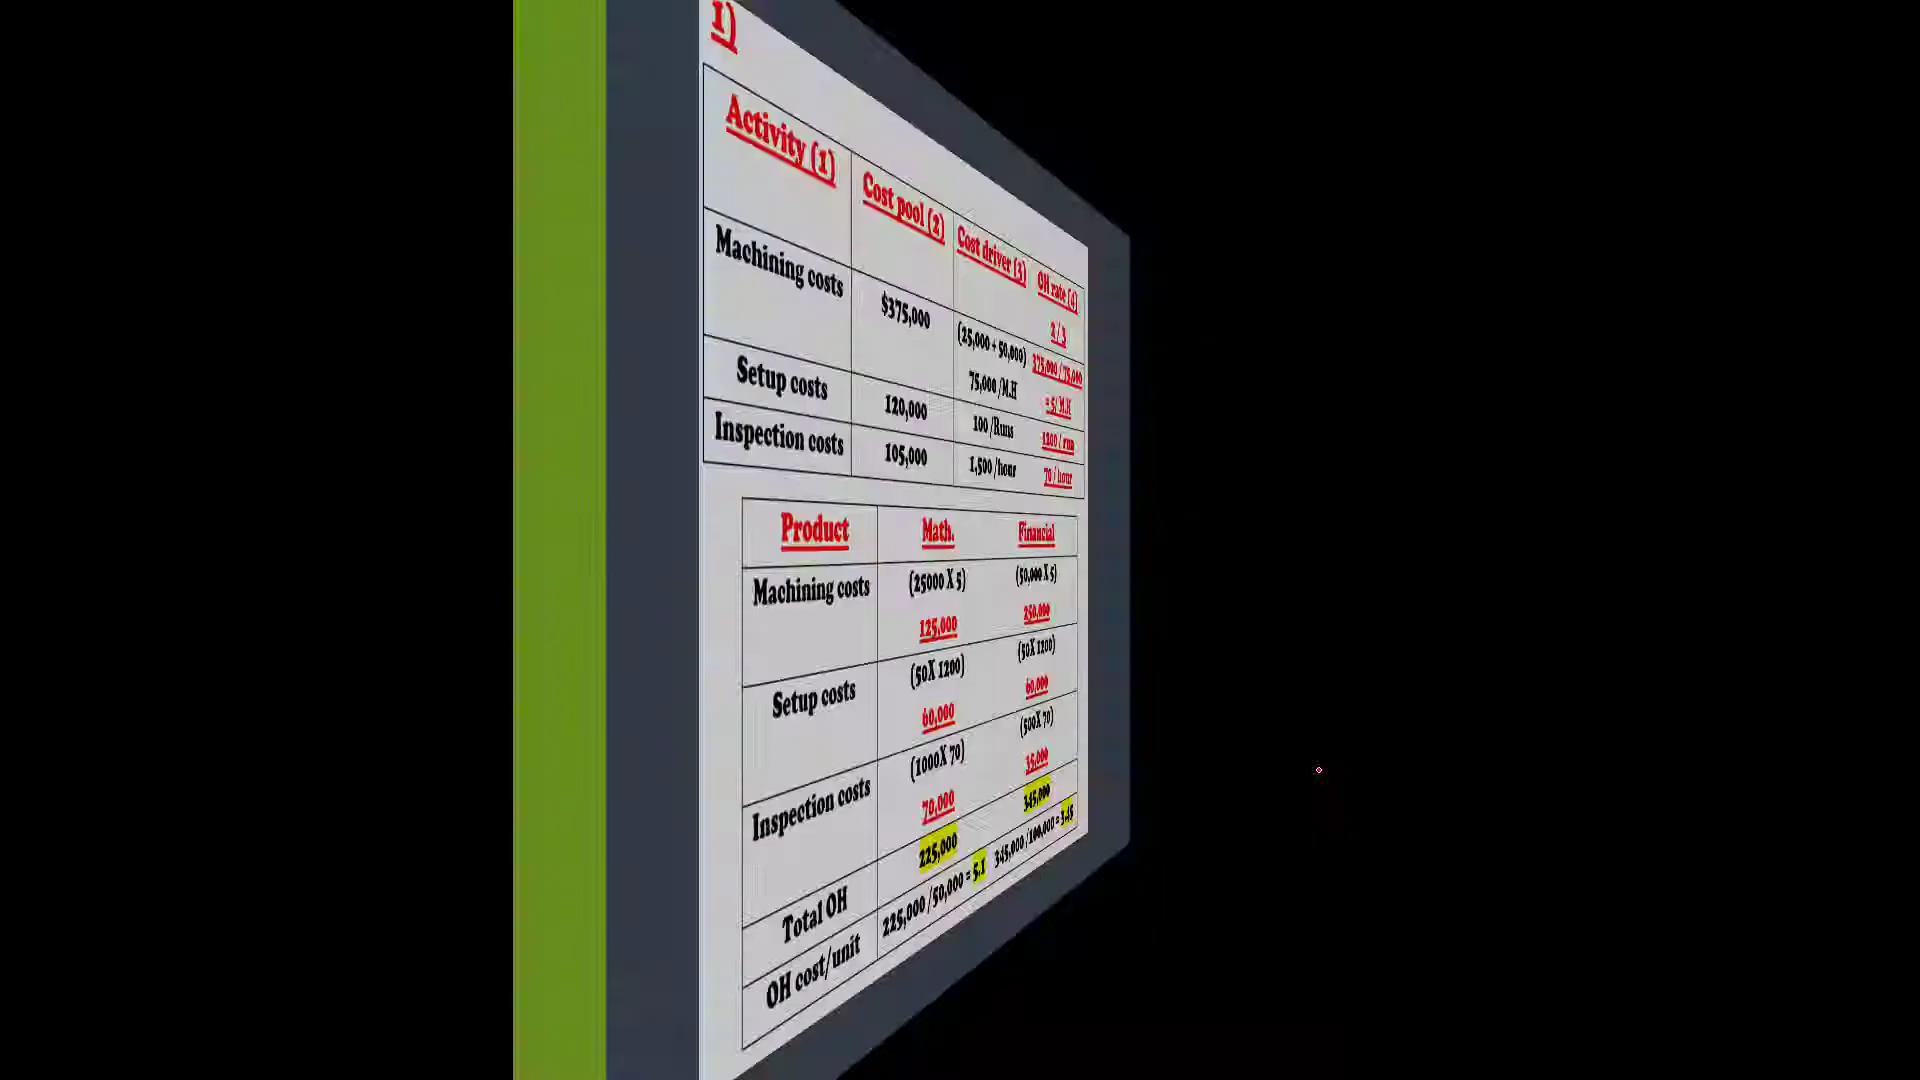 1)
Activity (1) Cost pool (2) Cost driver (3) OH rate (4)
2 / 3
Machining costs $375,000 (25,000 + 50,000) 375,000 / 75,000
75,000 /M.H = 5/ M.H
Setup costs 120,000 100 /Runs 1200 / run
Inspection costs 105,000 1,500 /hour 70 / hour
Product Math. Financial
Machining costs (25000 X 5) (50,000 X 5)
125,000 250,000
Setup costs (50X 1200) (50X 1200)
60,000 60,000
Inspection costs (1000X 70) (500X 70)
70,000 35,000
Total OH 225,000 345,000
OH cost/unit 225,000 /50,000 = 5.1 345,000 /100,000 = 3.45